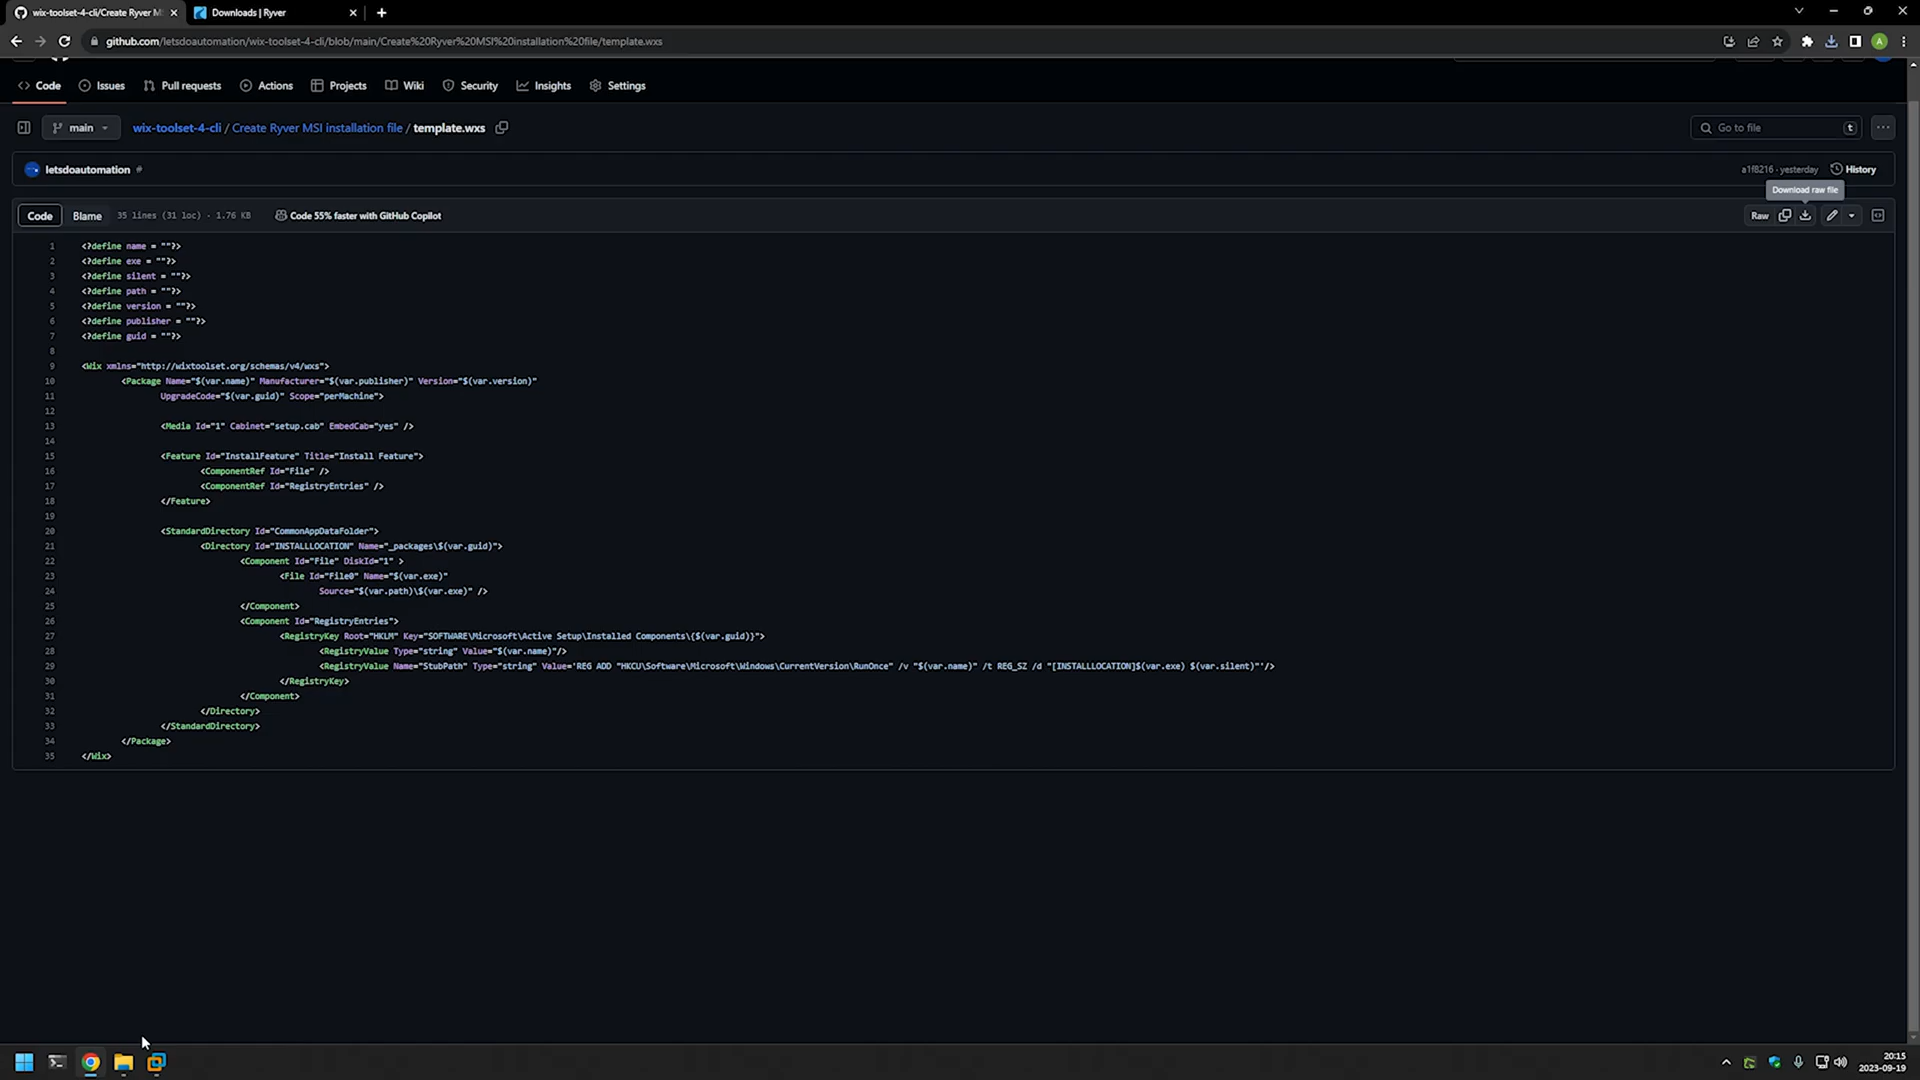 wix-toolset-4-cli/Create Ryver M
Downloads | Ryver
github.com/letsdoautomation/wix-toolset-4-cli/blob/main/Create%20Ryver%20MSI%20installation%20file/template.wxs
A
Code
Issues
Pull requests
Actions
Projects
Wiki
Security
Insights
Settings
main
wix-toolset-4-cli / Create Ryver MSI installation file / template.wxs
Go to file
t
letsdoautomation
a1f8216 · yesterday
History
Download raw file
Code
Blame
35 lines (31 loc) · 1.76 KB
Code 55% faster with GitHub Copilot
Raw
1 <?define name = ""?>
2 <?define exe = ""?>
3 <?define silent = ""?>
4 <?define path = ""?>
5 <?define version = ""?>
6 <?define publisher = ""?>
7 <?define guid = ""?>
8
9 <Wix xmlns="http://wixtoolset.org/schemas/v4/wxs">
10 <Package Name="$(var.name)" Manufacturer="$(var.publisher)" Version="$(var.version)"
11 UpgradeCode="$(var.guid)" Scope="perMachine">
12
13 <Media Id="1" Cabinet="setup.cab" EmbedCab="yes" />
14
15 <Feature Id="InstallFeature" Title="Install Feature">
16 <ComponentRef Id="File" />
17 <ComponentRef Id="RegistryEntries" />
18 </Feature>
19
20 <StandardDirectory Id="CommonAppDataFolder">
21 <Directory Id="INSTALLLOCATION" Name="_packages\$(var.guid)">
22 <Component Id="File" DiskId="1" >
23 <File Id="File0" Name="$(var.exe)"
24 Source="$(var.path)\$(var.exe)" />
25 </Component>
26 <Component Id="RegistryEntries">
27 <RegistryKey Root="HKLM" Key="SOFTWARE\Microsoft\Active Setup\Installed Components\{$(var.guid)}">
28 <RegistryValue Type="string" Value="$(var.name)"/>
29 <RegistryValue Name="StubPath" Type="string" Value='REG ADD "HKCU\Software\Microsoft\Windows\CurrentVersion\RunOnce" /v "$(var.name)" /t REG_SZ /d "[INSTALLLOCATION]$(var.exe) $(var.silent)"'/>
30 </RegistryKey>
31 </Component>
32 </Directory>
33 </StandardDirectory>
34 </Package>
35 </Wix>
20:15
2023-09-19